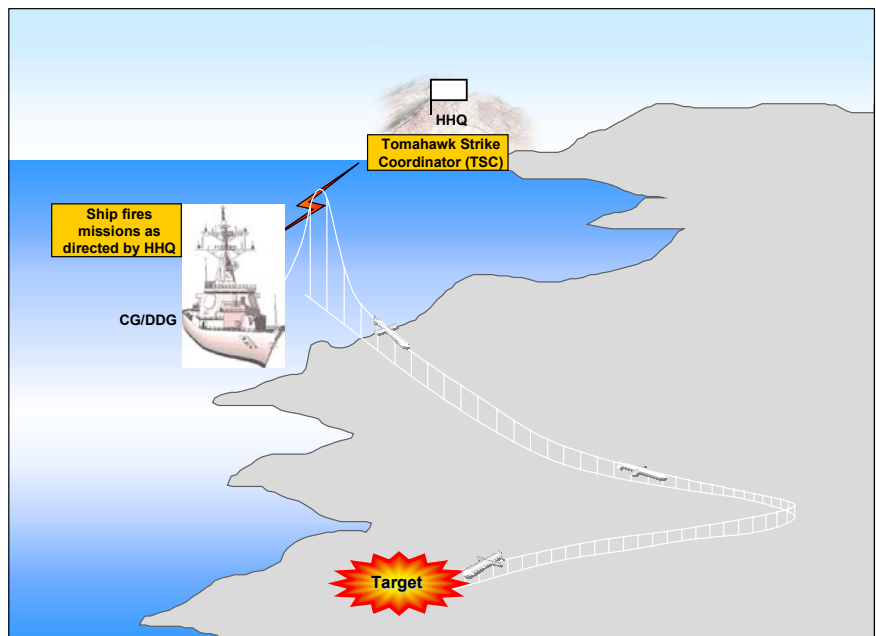 HHQ
Tomahawk Strike
Coordinator (TSC)
Ship fires
missions as
directed by HHQ
CG/DDG
Target